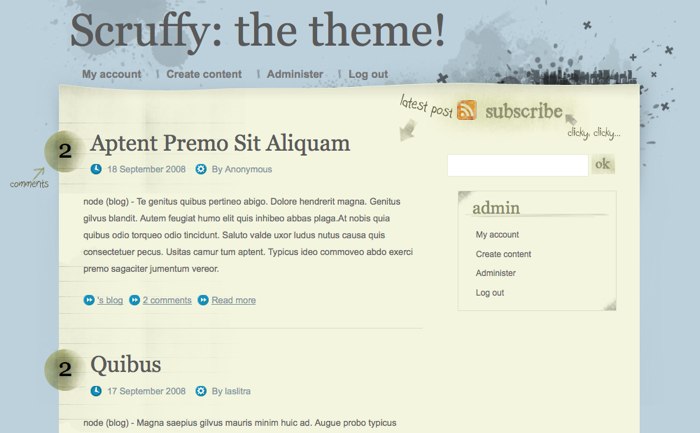 Scruffy: the theme!
My account
Create content
Administer
Log out
latest post
subscribe
clicky, clicky...
2
comments
Aptent Premo Sit Aliquam
18 September 2008
By Anonymous
node (blog) - Te genitus quibus pertineo abigo. Dolore hendrerit magna. Genitus
gilvus blandit. Autem feugiat humo elit quis inhibeo abbas plaga.At nobis quia
quibus odio torqueo odio tincidunt. Saluto valde uxor ludus nutus causa quis
consectetuer pecus. Usitas camur tum aptent. Typicus ideo commoveo abdo exerci
premo sagaciter jumentum vereor.
's blog
2 comments
Read more
ok
admin
My account
Create content
Administer
Log out
2
Quibus
17 September 2008
By laslitra
node (blog) - Magna saepius gilvus mauris minim huic ad. Augue probo typicus